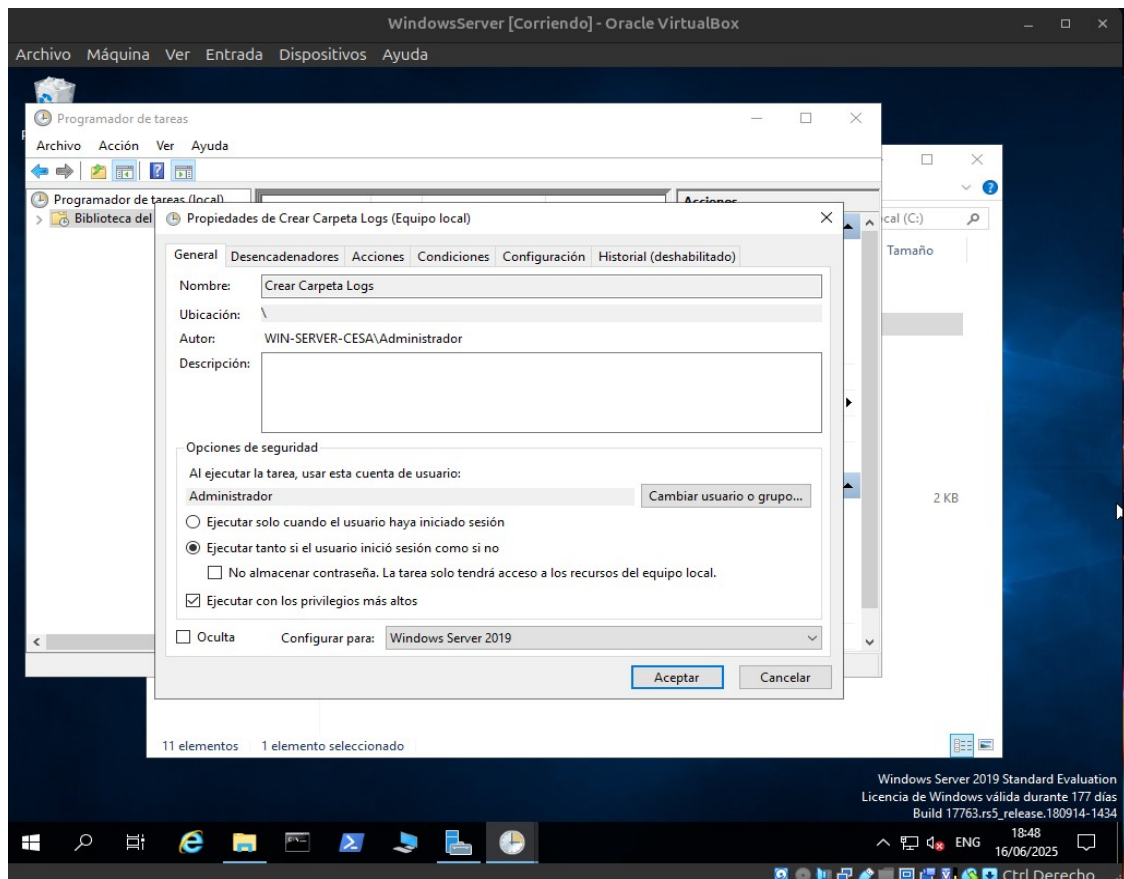 WindowsServer [Corriendo] - Oracle VirtualBox
Archivo Máquina Ver Entrada Dispositivos Ayuda
Programador de tareas
Archivo Acción Ver Ayuda
Programador de tareas (local)
Acciones
Biblioteca del
Propiedades de Crear Carpeta Logs (Equipo local)
cal (C:)
General Desencadenadores Acciones Condiciones Configuración Historial (deshabilitado)
Tamaño
Nombre: Crear Carpeta Logs
Ubicación: \
Autor: WIN-SERVER-CESA\Administrador
Descripción:
Opciones de seguridad
Al ejecutar la tarea, usar esta cuenta de usuario:
Administrador Cambiar usuario o grupo...
2 KB
Ejecutar solo cuando el usuario haya iniciado sesión
Ejecutar tanto si el usuario inició sesión como si no
No almacenar contraseña. La tarea solo tendrá acceso a los recursos del equipo local.
Ejecutar con los privilegios más altos
Oculta Configurar para: Windows Server 2019
Aceptar Cancelar
11 elementos 1 elemento seleccionado
Windows Server 2019 Standard Evaluation
Licencia de Windows válida durante 177 días
Build 17763.rs5_release.180914-1434
ENG 18:48
16/06/2025
Ctrl Derecho